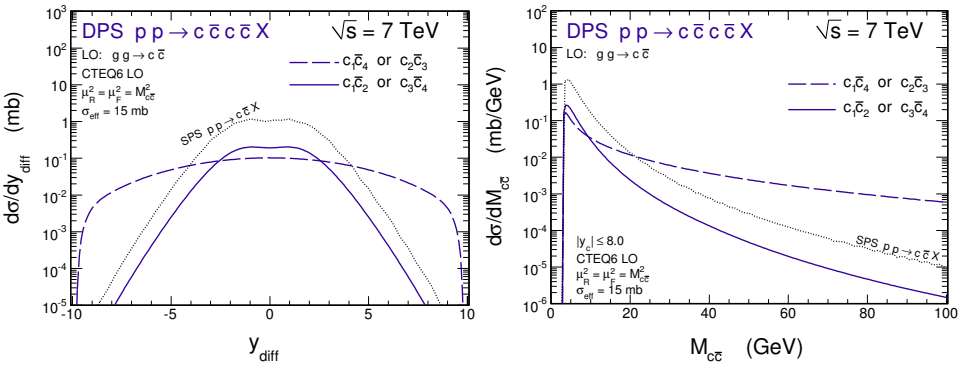 DPS p p → c c̅ c c̅ X
√s = 7 TeV
LO: g g → c c̅
CTEQ6 LO
μ_R² = μ_F² = M_cc̅²
σ_eff = 15 mb
c₁c̅₄ or c₂c̅₃
c₁c̅₂ or c₃c̅₄
SPS p p → c c̅ X
dσ/dy_diff (mb)
10³
10²
10
1
10⁻¹
10⁻²
10⁻³
10⁻⁴
10⁻⁵
-10 -5 0 5 10
y_diff
DPS p p → c c̅ c c̅ X
√s = 7 TeV
LO: g g → c c̅
c₁c̅₄ or c₂c̅₃
c₁c̅₂ or c₃c̅₄
SPS p p → c c̅ X
|y_c| ≤ 8.0
CTEQ6 LO
μ_R² = μ_F² = M_cc̅²
σ_eff = 15 mb
dσ/dM_cc̅ (mb/GeV)
10²
10
1
10⁻¹
10⁻²
10⁻³
10⁻⁴
10⁻⁵
10⁻⁶
0 20 40 60 80 100
M_cc̅ (GeV)